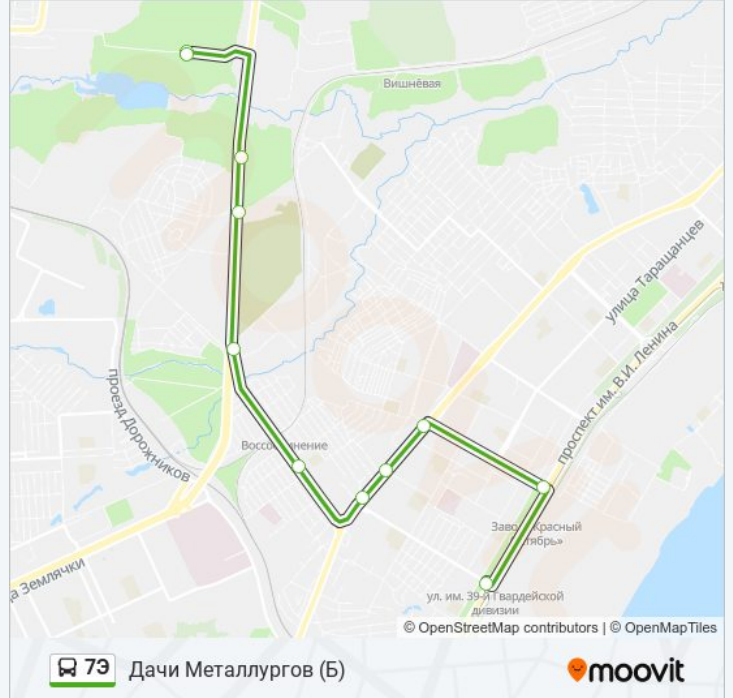 Вишнёвая
улица Таращанцев
проспект им. В.И. Ленина
проезд Дорожников
Воссоединение
Завод «Красный
Октябрь»
а Землячки
ул. им. 39-й Гвардейской
дивизии
© OpenStreetMap contributors | © OpenMapTiles
7Э Дачи Металлургов (Б)
moovit